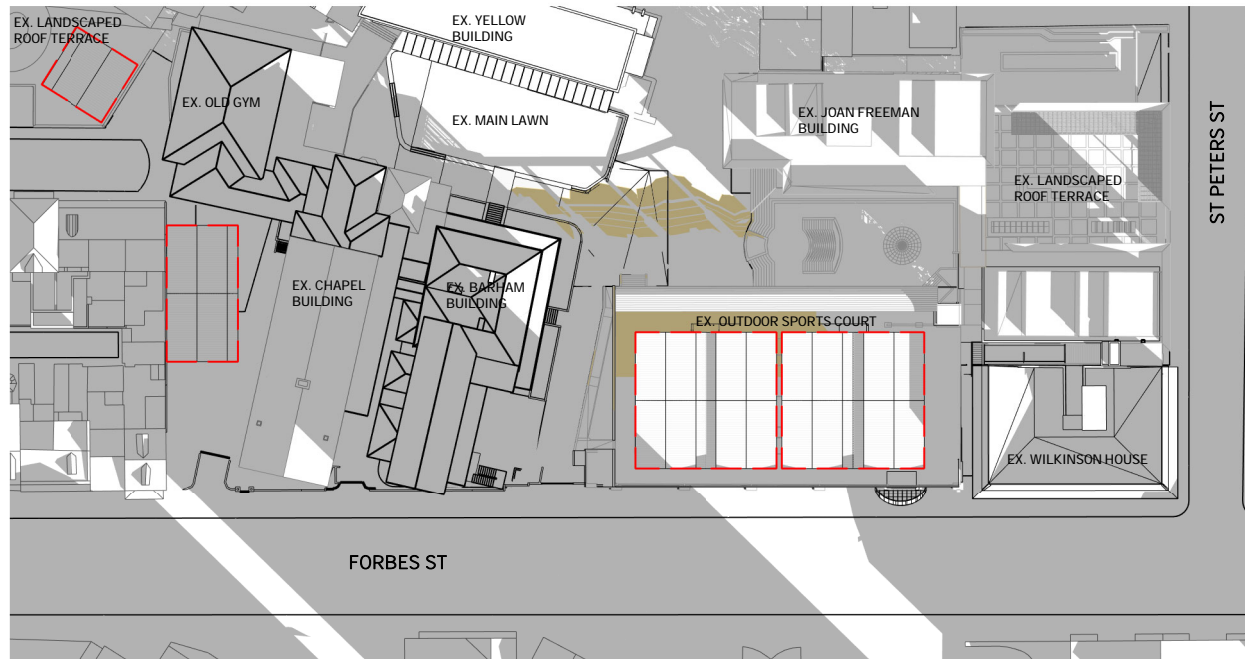 EX. LANDSCAPED
ROOF TERRACE
EX. YELLOW
BUILDING
EX. OLD GYM
EX. MAIN LAWN
EX. JOAN FREEMAN
BUILDING
ST PETERS ST
EX. LANDSCAPED
ROOF TERRACE
EX. CHAPEL
BUILDING
EX. BARHAM
BUILDING
EX. OUTDOOR SPORTS COURT
EX. WILKINSON HOUSE
FORBES ST